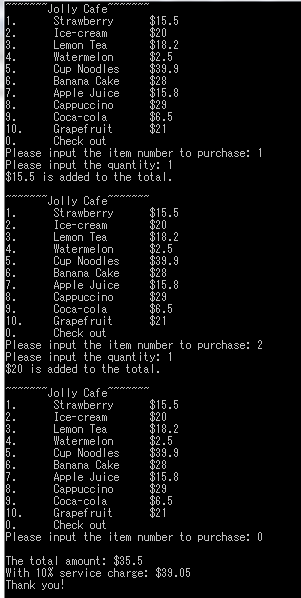 ~~~~~~~Jolly Cafe~~~~~~~
1. Strawberry $15.5
2. Ice-cream $20
3. Lemon Tea $18.2
4. Watermelon $2.5
5. Cup Noodles $39.9
6. Banana Cake $28
7. Apple Juice $15.8
8. Cappuccino $29
9. Coca-cola $6.5
10. Grapefruit $21
0. Check out
Please input the item number to purchase: 1
Please input the quantity: 1
$15.5 is added to the total.
~~~~~~~Jolly Cafe~~~~~~~
1. Strawberry $15.5
2. Ice-cream $20
3. Lemon Tea $18.2
4. Watermelon $2.5
5. Cup Noodles $39.9
6. Banana Cake $28
7. Apple Juice $15.8
8. Cappuccino $29
9. Coca-cola $6.5
10. Grapefruit $21
0. Check out
Please input the item number to purchase: 2
Please input the quantity: 1
$20 is added to the total.
~~~~~~~Jolly Cafe~~~~~~~
1. Strawberry $15.5
2. Ice-cream $20
3. Lemon Tea $18.2
4. Watermelon $2.5
5. Cup Noodles $39.9
6. Banana Cake $28
7. Apple Juice $15.8
8. Cappuccino $29
9. Coca-cola $6.5
10. Grapefruit $21
0. Check out
Please input the item number to purchase: 0
The total amount: $35.5
With 10% service charge: $39.05
Thank you!